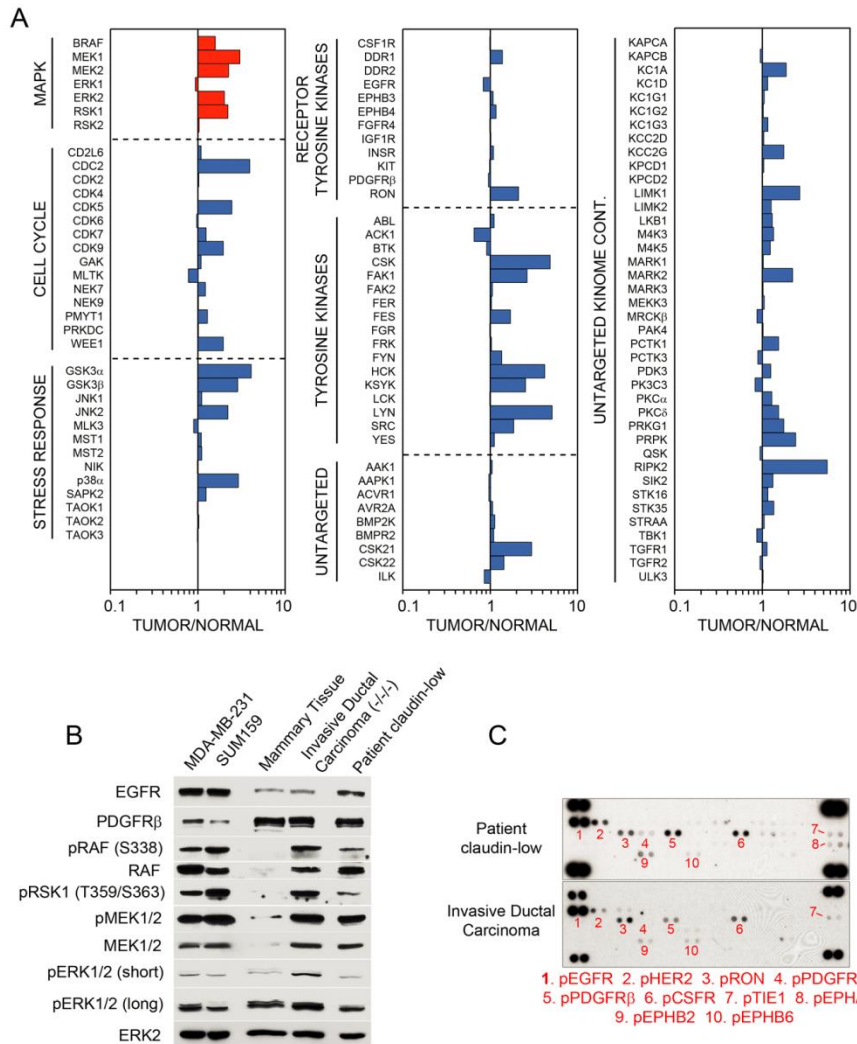 A
MAPK
BRAF
MEK1
MEK2
ERK1
ERK2
RSK1
RSK2
CELL CYCLE
CD2L6
CDC2
CDK2
CDK4
CDK5
CDK6
CDK7
CDK9
GAK
MLTK
NEK7
NEK9
PMYT1
PRKDC
WEE1
STRESS RESPONSE
GSK3α
GSK3β
JNK1
JNK2
MLK3
MST1
MST2
NIK
p38α
SAPK2
TAOK1
TAOK2
TAOK3
0.1 1 10
TUMOR/NORMAL
RECEPTOR
TYROSINE KINASES
CSF1R
DDR1
DDR2
EGFR
EPHB3
EPHB4
FGFR4
IGF1R
INSR
KIT
PDGFRβ
RON
TYROSINE KINASES
ABL
ACK1
BTK
CSK
FAK1
FAK2
FER
FES
FGR
FRK
FYN
HCK
KSYK
LCK
LYN
SRC
YES
UNTARGETED
AAK1
AAPK1
ACVR1
AVR2A
BMP2K
BMPR2
CSK21
CSK22
ILK
0.1 1 10
TUMOR/NORMAL
UNTARGETED KINOME CONT.
KAPCA
KAPCB
KC1A
KC1D
KC1G1
KC1G2
KC1G3
KCC2D
KCC2G
KPCD1
KPCD2
LIMK1
LIMK2
LKB1
M4K3
M4K5
MARK1
MARK2
MARK3
MEKK3
MRCKβ
PAK4
PCTK1
PCTK3
PDK3
PK3C3
PKCα
PKCδ
PRKG1
PRPK
QSK
RIPK2
SIK2
STK16
STK35
STRAA
TBK1
TGFR1
TGFR2
ULK3
0.1 1 10
TUMOR/NORMAL
B
MDA-MB-231
SUM159
Mammary Tissue
Invasive Ductal
Carcinoma (-/-/-)
Patient claudin-low
EGFR
PDGFRβ
pRAF (S338)
RAF
pRSK1 (T359/S363)
pMEK1/2
MEK1/2
pERK1/2 (short)
pERK1/2 (long)
ERK2
C
Patient
claudin-low
1 2 3 4 5 6 7 8 9 10
Invasive Ductal
Carcinoma
1 2 3 4 5 6 7 9 10
1. pEGFR 2. pHER2 3. pRON 4. pPDGFR
5. pPDGFRβ 6. pCSFR 7. pTIE1 8. pEPHA
9. pEPHB2 10. pEPHB6